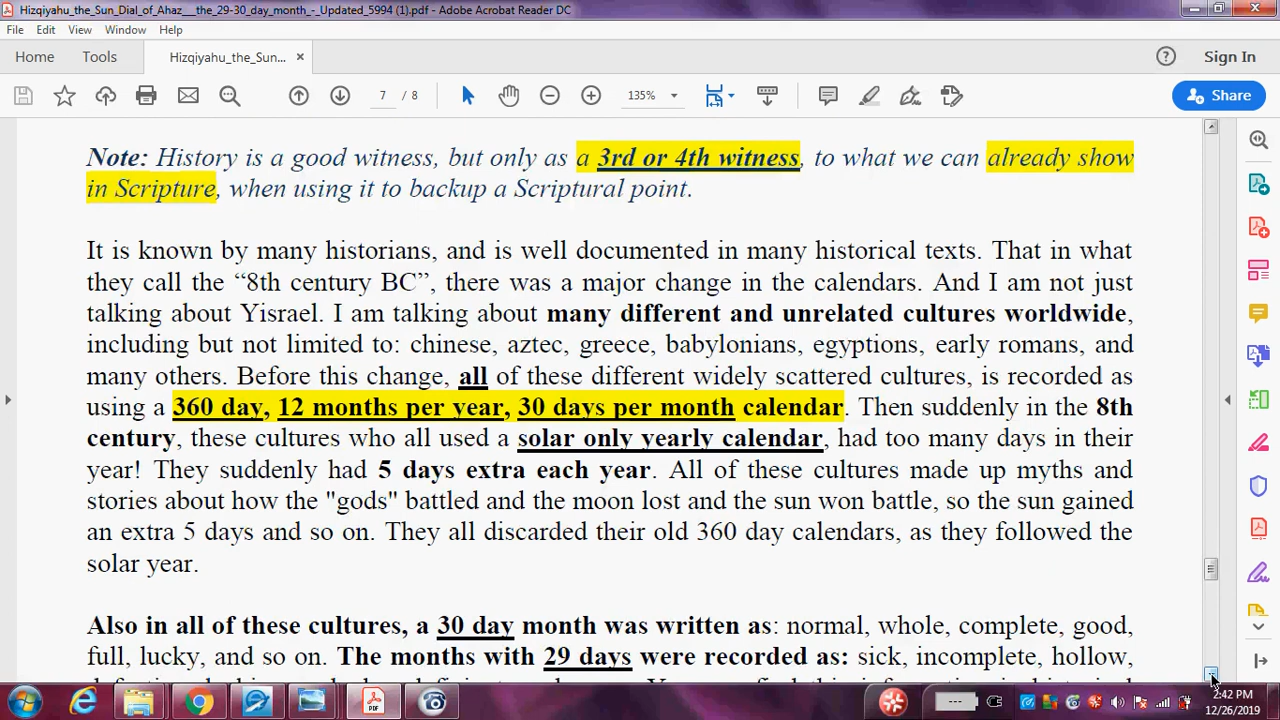 Hizqiyahu_the_Sun_Dial_of_Ahaz___the_29-30_day_month_-_Updated_5994 (1).pdf - Adobe Acrobat Reader DC
File Edit View Window Help
Home Tools Hizqiyahu_the_Sun... × Sign In
7 / 8 135% Share
Note: History is a good witness, but only as a 3rd or 4th witness, to what we can already show
in Scripture, when using it to backup a Scriptural point.
It is known by many historians, and is well documented in many historical texts. That in what
they call the “8th century BC”, there was a major change in the calendars. And I am not just
talking about Yisrael. I am talking about many different and unrelated cultures worldwide,
including but not limited to: chinese, aztec, greece, babylonians, egyptions, early romans, and
many others. Before this change, all of these different widely scattered cultures, is recorded as
using a 360 day, 12 months per year, 30 days per month calendar. Then suddenly in the 8th
century, these cultures who all used a solar only yearly calendar, had too many days in their
year! They suddenly had 5 days extra each year. All of these cultures made up myths and
stories about how the "gods" battled and the moon lost and the sun won battle, so the sun gained
an extra 5 days and so on. They all discarded their old 360 day calendars, as they followed the
solar year.
Also in all of these cultures, a 30 day month was written as: normal, whole, complete, good,
full, lucky, and so on. The months with 29 days were recorded as: sick, incomplete, hollow,
2:42 PM
12/26/2019